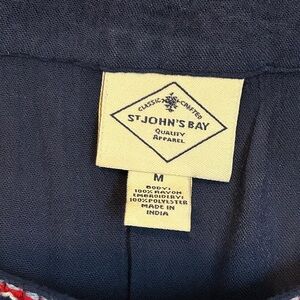 CLASSIC CRAFTED
ST JOHN'S BAY
QUALITY
APPAREL
M
BODY:
100% RAYON
EMBROIDERY:
100% POLYESTER
MADE IN
INDIA